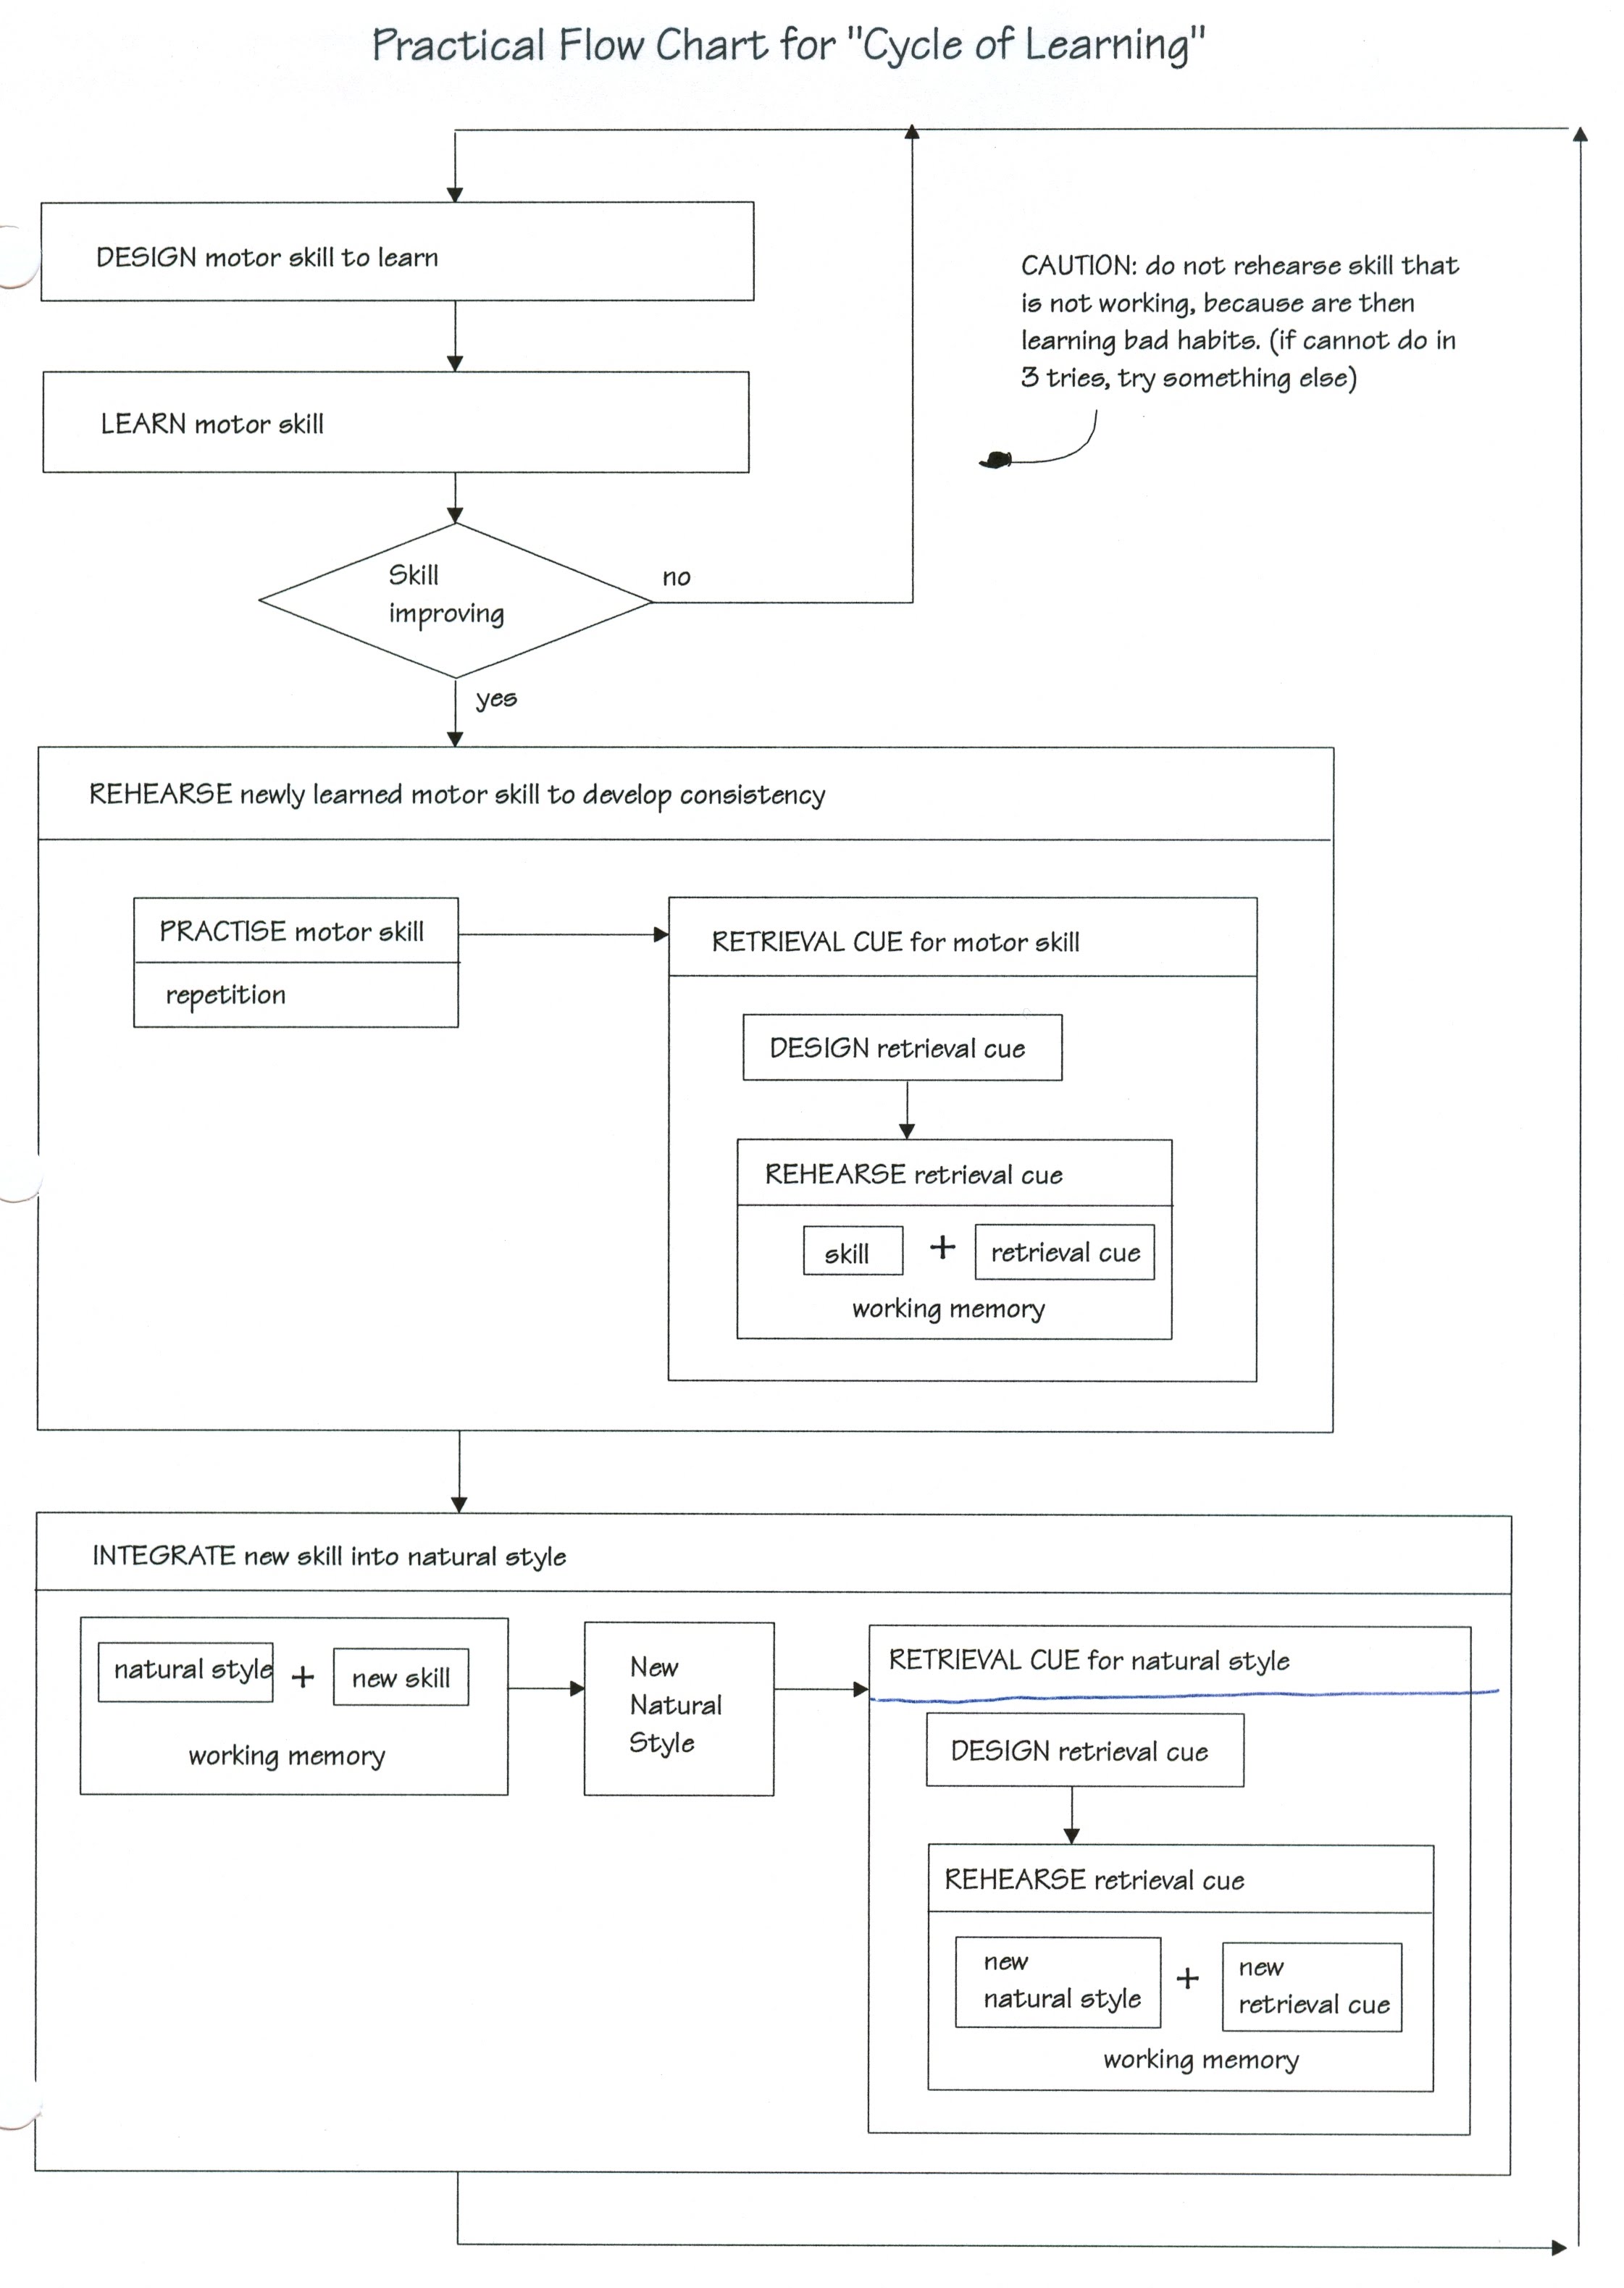 Practical Flow Chart for "Cycle of Learning"
DESIGN motor skill to learn
CAUTION: do not rehearse skill that
is not working, because are then
learning bad habits. (if cannot do in
3 tries, try something else)
LEARN motor skill
Skill
improving
no
yes
REHEARSE newly learned motor skill to develop consistency
PRACTISE motor skill
repetition
RETRIEVAL CUE for motor skill
DESIGN retrieval cue
REHEARSE retrieval cue
skill + retrieval cue
working memory
INTEGRATE new skill into natural style
natural style + new skill
working memory
New
Natural
Style
RETRIEVAL CUE for natural style
DESIGN retrieval cue
REHEARSE retrieval cue
new
natural style
+
new
retrieval cue
working memory